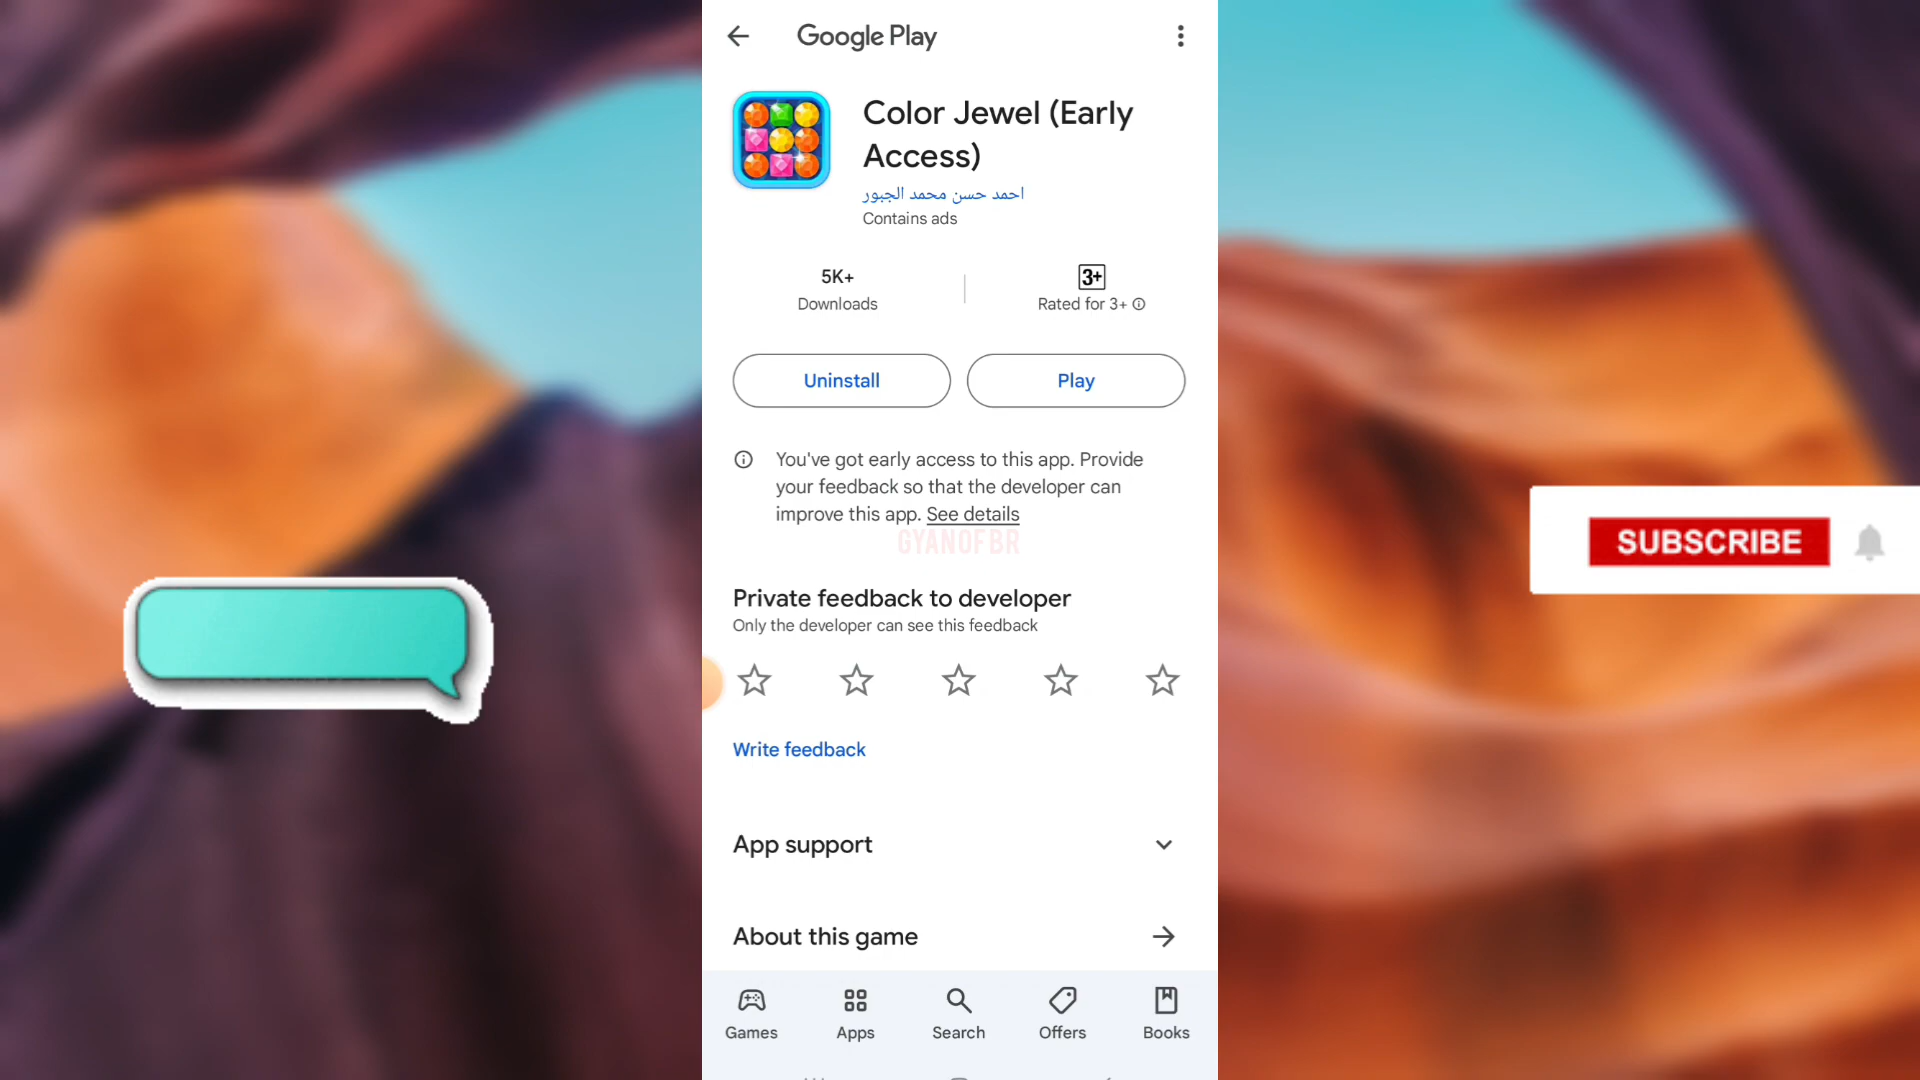 Google Play
Color Jewel (Early
Access)
احمد حسن محمد الجبور
Contains ads
5K+
Downloads
3+
Rated for 3+
Uninstall
Play
You've got early access to this app. Provide
your feedback so that the developer can
improve this app. See details
GYANOFBR
Private feedback to developer
Only the developer can see this feedback
Write feedback
App support
About this game
Games
Apps
Search
Offers
Books
SUBSCRIBE